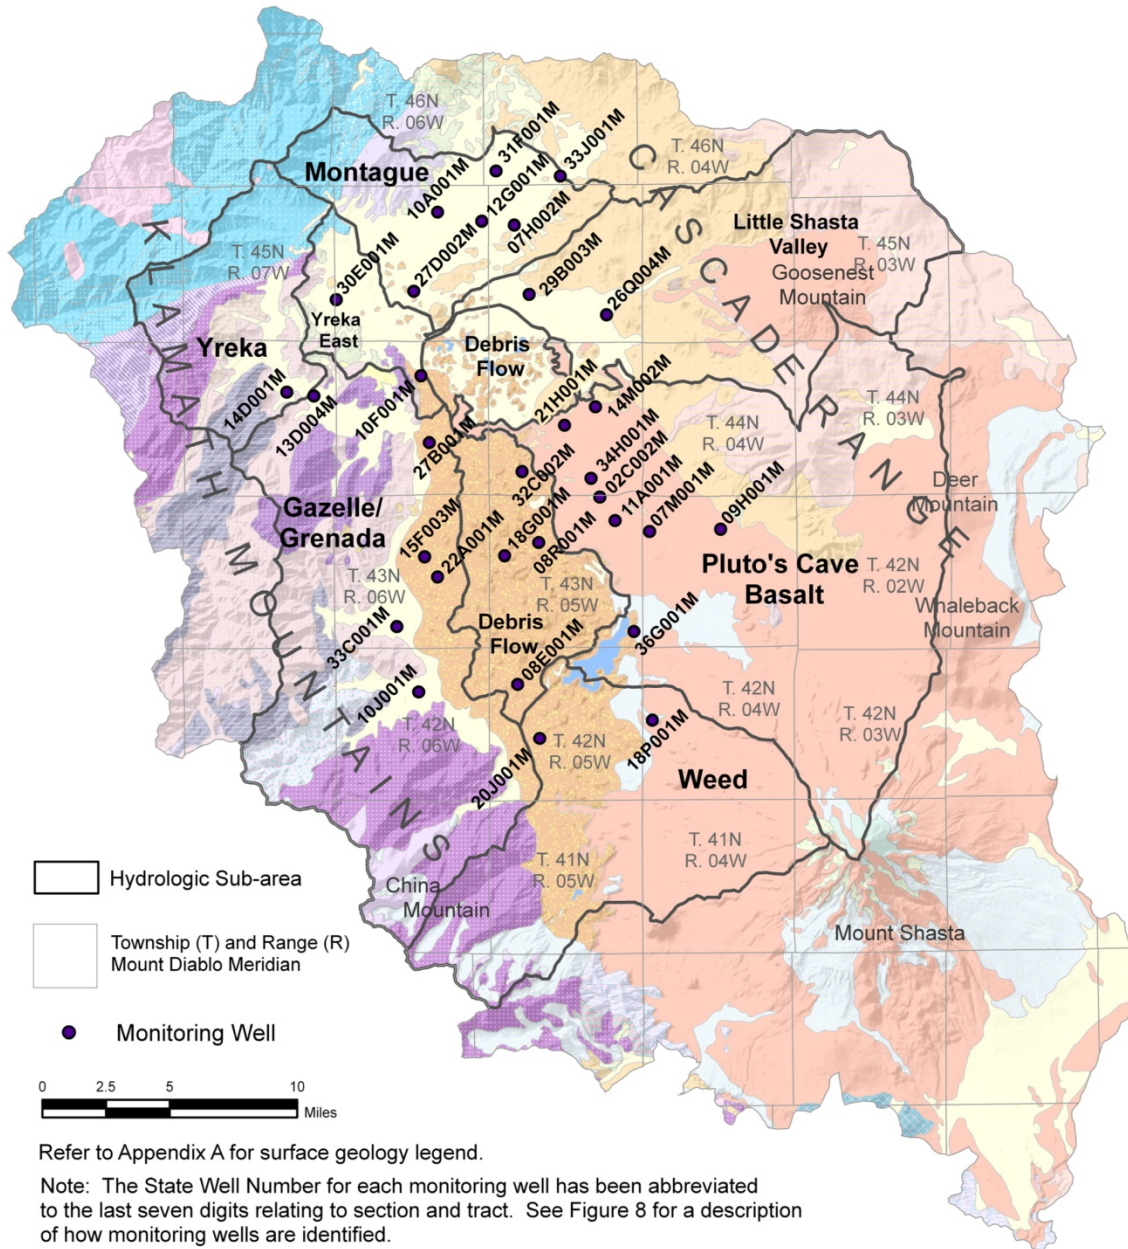 T. 46N
R. 06W
31F001M
33J001M
Montague
10A001M
12G001M
CASCADE RANGE
T. 46N
R. 04W
07H002M
Little Shasta
Valley
KLAMATH MOUNTAINS
T. 45N
R. 07W
30E001M
27D002M
29B003M
26Q004M
T. 45N
R. 03W
Goosenest
Mountain
Yreka
East
Yreka
Debris
Flow
14D001M
13D004M
10F001M
21H001M
14M002M
T. 44N
R. 03W
T. 44N
R. 04W
27B001M
32C002M
34H001M
02C002M
11A001M
07M001M
09H001M
Deer
Mountain
Gazelle/
Grenada
15F003M
22A001M
18G001M
08R001M
Pluto's Cave
Basalt
T. 42N
R. 02W
T. 43N
R. 06W
T. 43N
R. 05W
Whaleback
Mountain
33C001M
Debris
Flow
08E001M
36G001M
10J001M
T. 42N
R. 06W
T. 42N
R. 04W
T. 42N
R. 03W
20J001M
T. 42N
R. 05W
18P001M
Weed
T. 41N
R. 05W
T. 41N
R. 04W
China
Mountain
Mount Shasta
Hydrologic Sub-area
Township (T) and Range (R)
Mount Diablo Meridian
Monitoring Well
0 2.5 5 10
Miles
Refer to Appendix A for surface geology legend.
Note: The State Well Number for each monitoring well has been abbreviated
to the last seven digits relating to section and tract. See Figure 8 for a description
of how monitoring wells are identified.